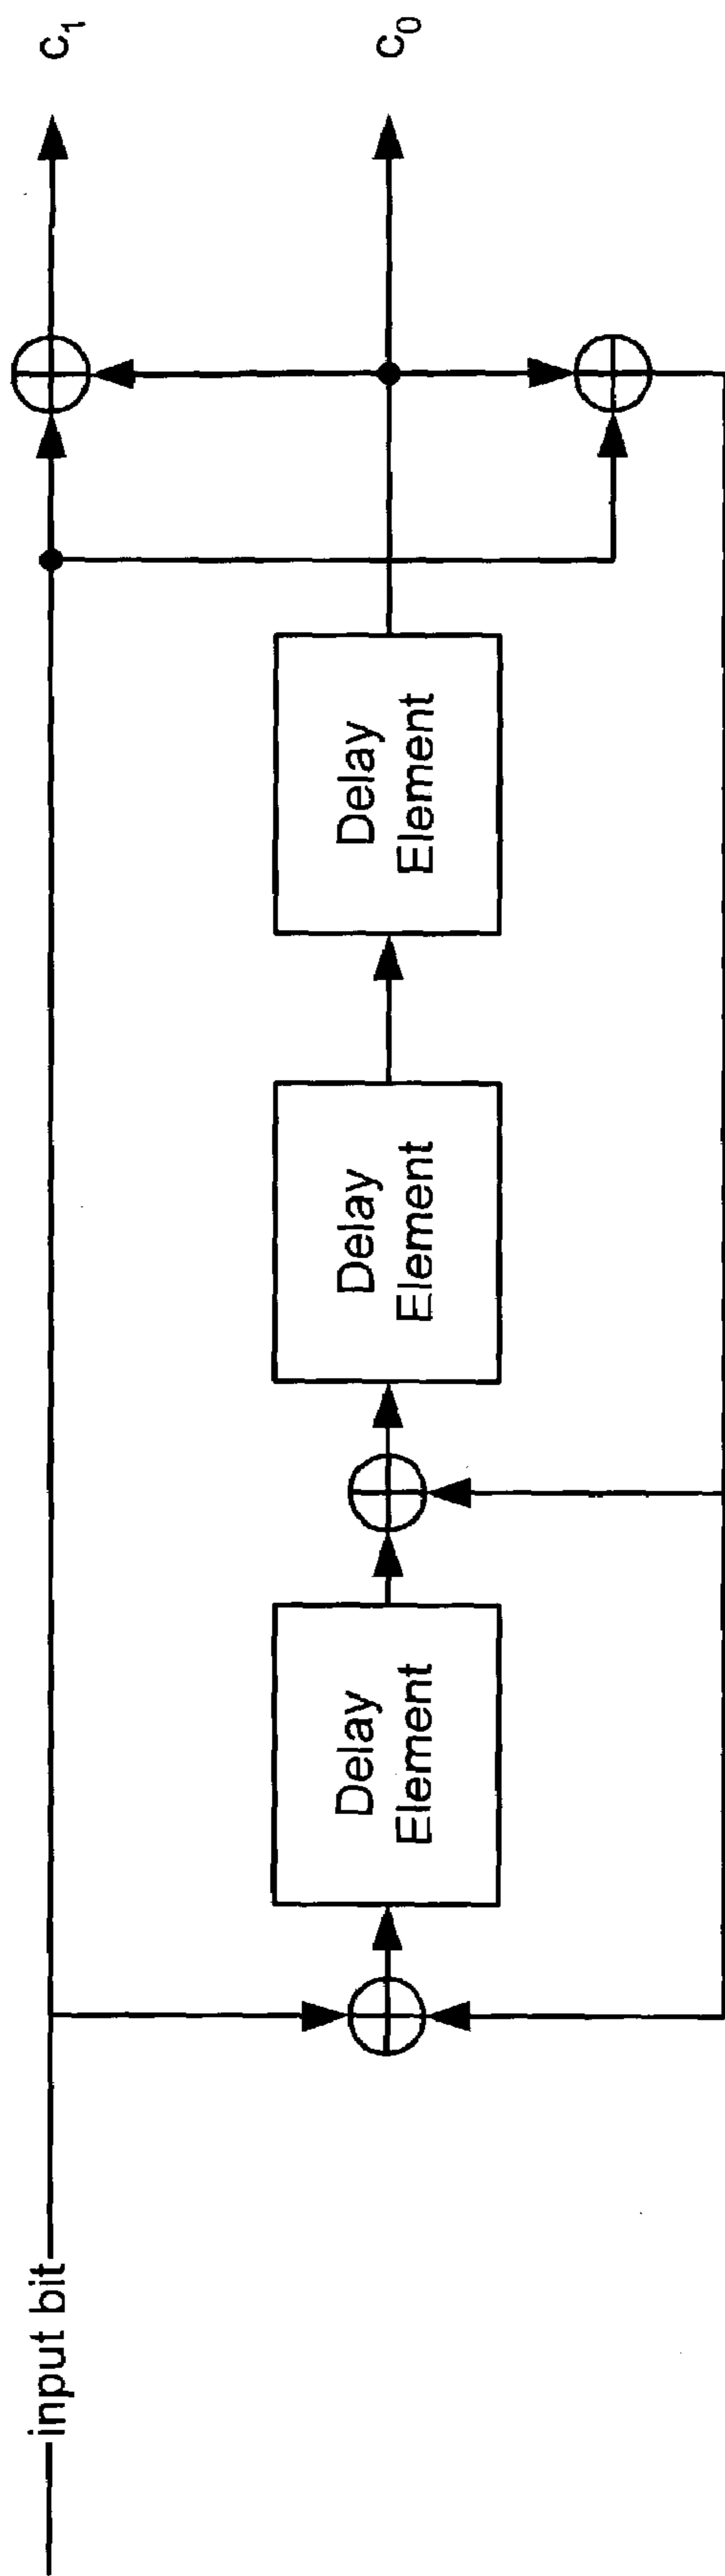 input bit
Delay
Element
Delay
Element
Delay
Element
c₁
c₀